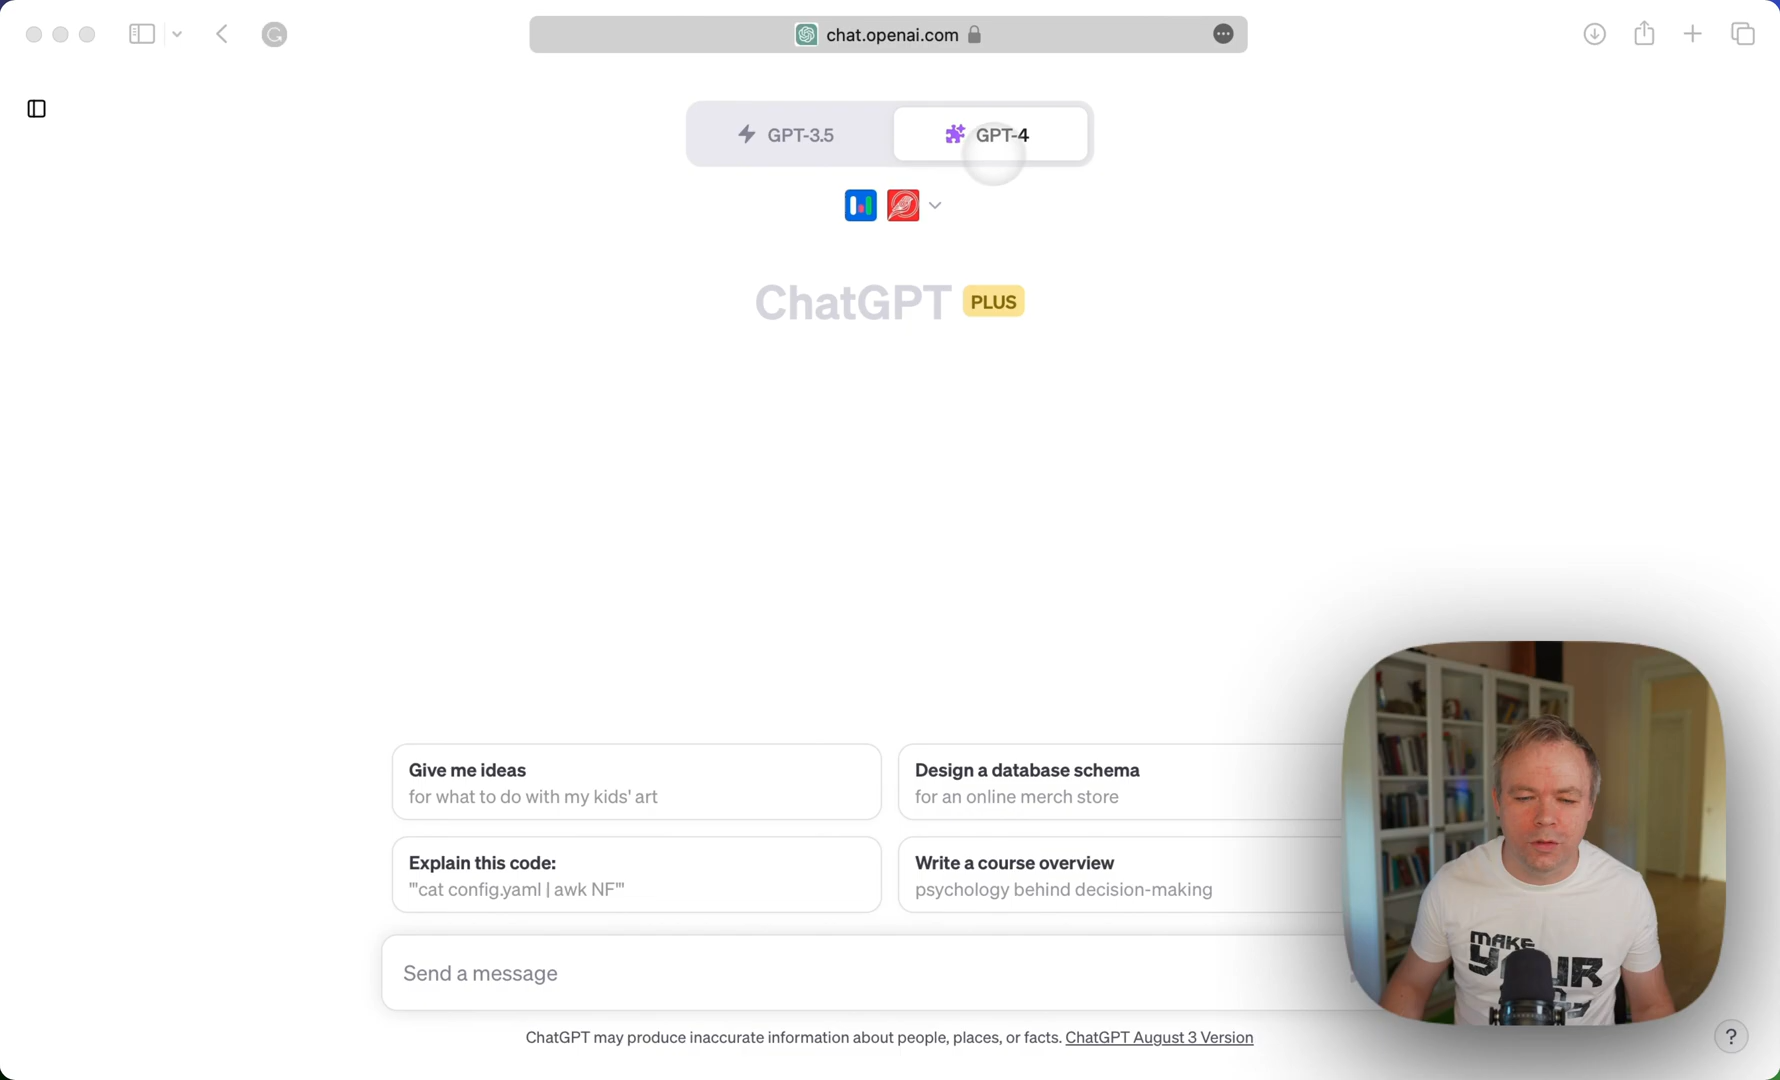 chat.openai.com
GPT-3.5
GPT-4
ChatGPT PLUS
Give me ideas
for what to do with my kids' art
Design a database schema
for an online merch store
Explain this code:
"'cat config.yaml | awk NF'"
Write a course overview
psychology behind decision-making
Send a message
MAKE
YOUR
ChatGPT may produce inaccurate information about people, places, or facts. ChatGPT August 3 Version
?